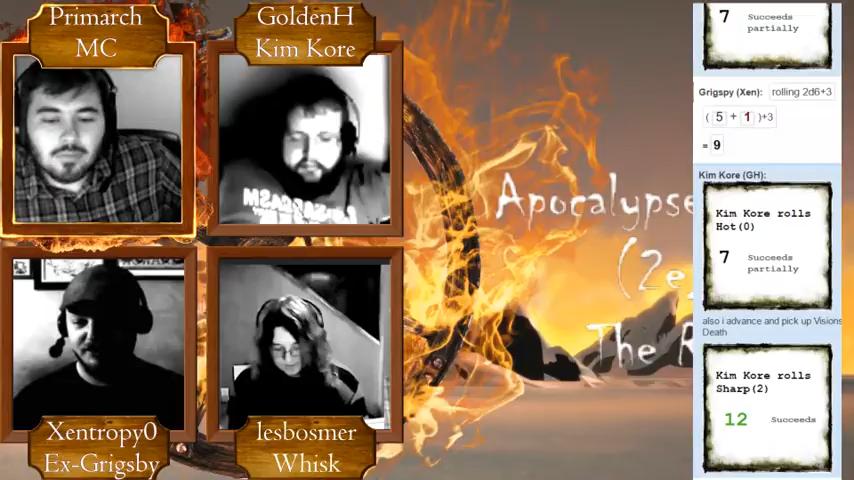 Primarch
MC
GoldenH
Kim Kore
Xentropy0
Ex-Grigsby
lesbosmer
Whisk
Apocalypse
(2e
The R
7 Succeeds
partially
Grigspy (Xen): rolling 2d6+3
( 5 + 1 )+3
= 9
Kim Kore (GH):
Kim Kore rolls
Hot(0)
7 Succeeds
partially
also i advance and pick up Visions
Death
Kim Kore rolls
Sharp(2)
12 Succeeds